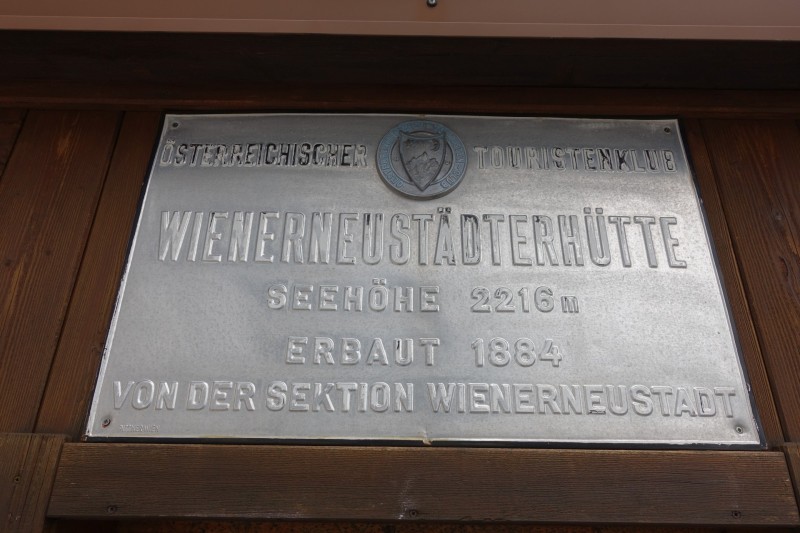 ÖSTERREICHISCHER TOURISTENKLUB
WIENERNEUSTÄDTERHÜTTE
SEEHÖHE 2216 m
ERBAUT 1884
VON DER SEKTION WIENERNEUSTADT